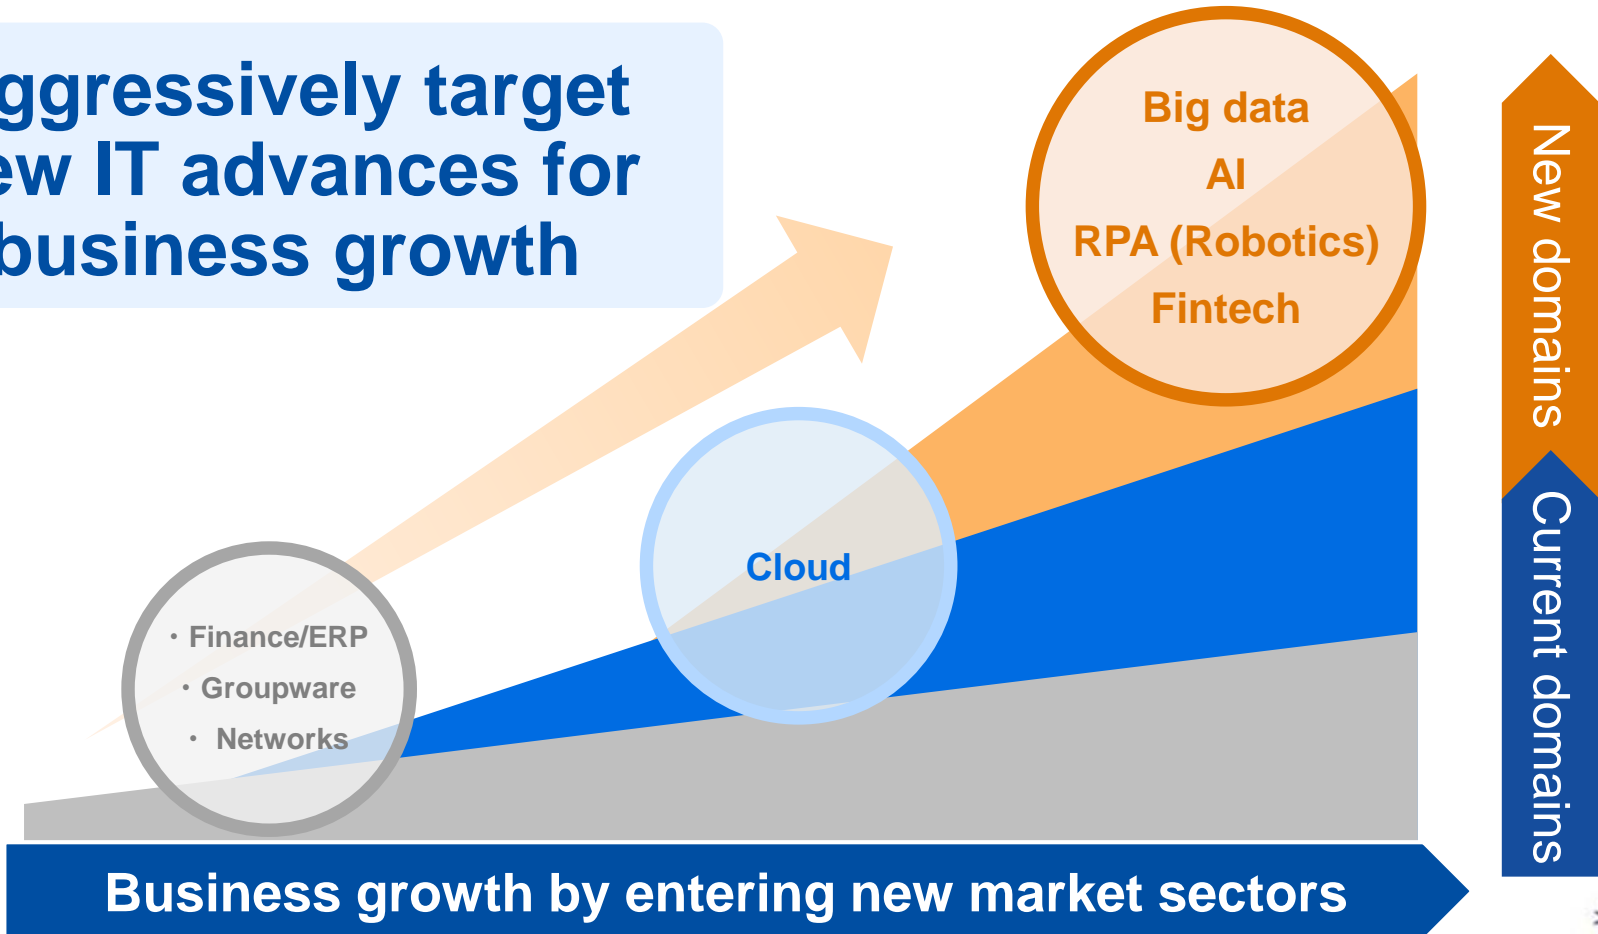 ggressively target
ew IT advances for
business growth
Big data
AI
RPA (Robotics)
Fintech
Cloud
・Finance/ERP
・Groupware
・ Networks
New domains
Current domains
Business growth by entering new market sectors